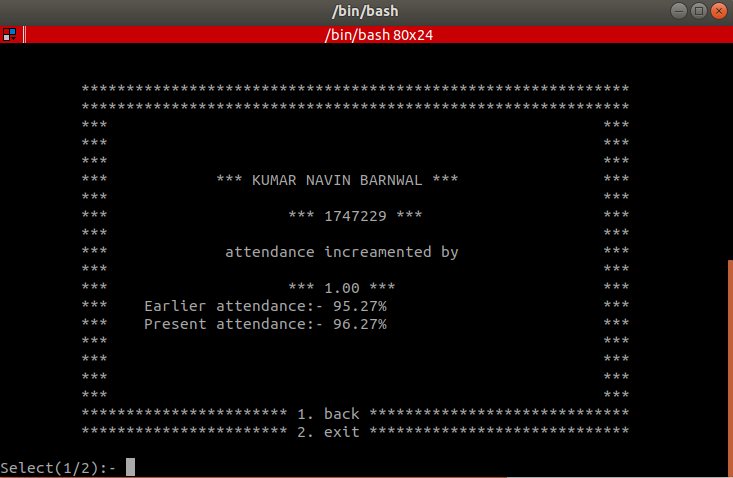 /bin/bash
/bin/bash 80x24
*************************************************************
*************************************************************
*** ***
*** ***
*** ***
*** *** KUMAR NAVIN BARNWAL *** ***
*** ***
*** *** 1747229 *** ***
*** ***
*** attendance increamented by ***
*** ***
*** *** 1.00 *** ***
*** Earlier attendance:- 95.27% ***
*** Present attendance:- 96.27% ***
*** ***
*** ***
*** ***
*** ***
*********************** 1. back *****************************
*********************** 2. exit *****************************
Select(1/2):-